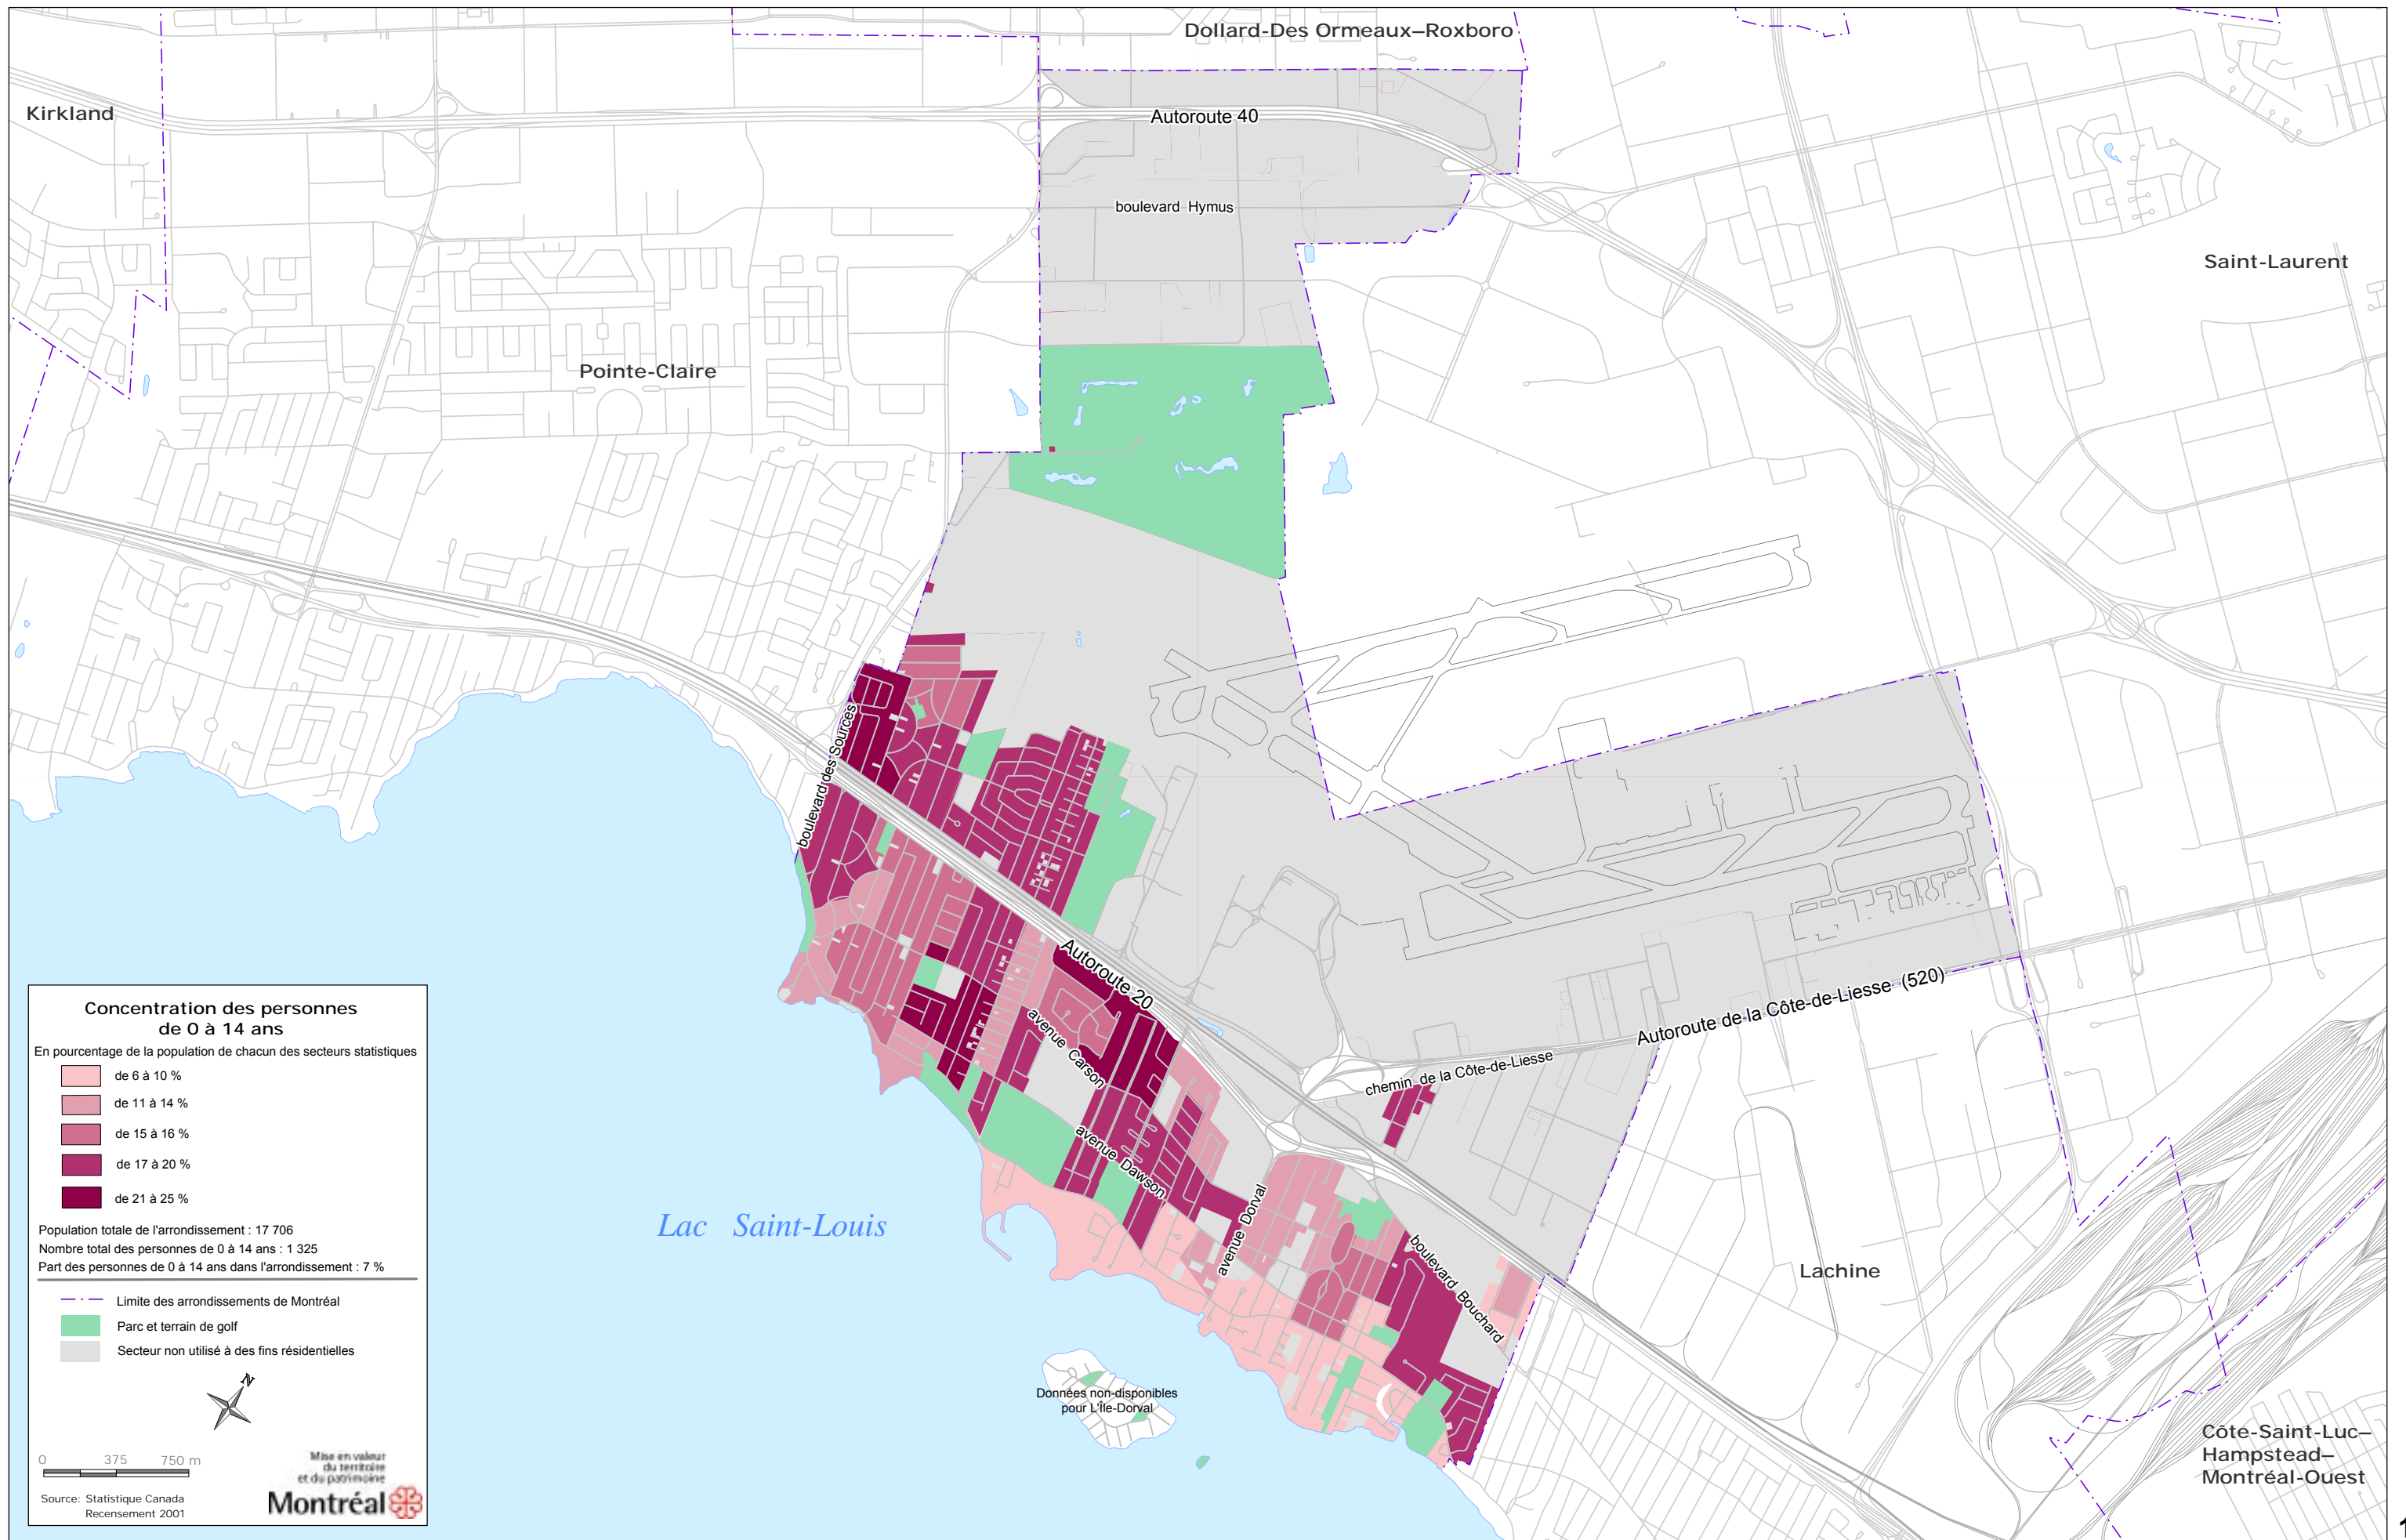 Dollard-Des Ormeaux–Roxboro
Kirkland
Autoroute 40
boulevard Hymus
Saint-Laurent
Pointe-Claire
boulevard des Sources
Autoroute 20
avenue Carson
Autoroute de la Côte-de-Liesse (520)
chemin de la Côte-de-Liesse
avenue Dawson
avenue Dorval
boulevard Bouchard
Lac Saint-Louis
Lachine
Données non-disponibles
pour L'Île-Dorval
Côte-Saint-Luc–
Hampstead–
Montréal-Ouest
Concentration des personnes
de 0 à 14 ans
En pourcentage de la population de chacun des secteurs statistiques
de 6 à 10 %
de 11 à 14 %
de 15 à 16 %
de 17 à 20 %
de 21 à 25 %
Population totale de l'arrondissement : 17 706
Nombre total des personnes de 0 à 14 ans : 1 325
Part des personnes de 0 à 14 ans dans l'arrondissement : 7 %
Limite des arrondissements de Montréal
Parc et terrain de golf
Secteur non utilisé à des fins résidentielles
N
0 375 750 m
Mise en valeur
du territoire
et du patrimoine
Montréal
Source: Statistique Canada
Recensement 2001